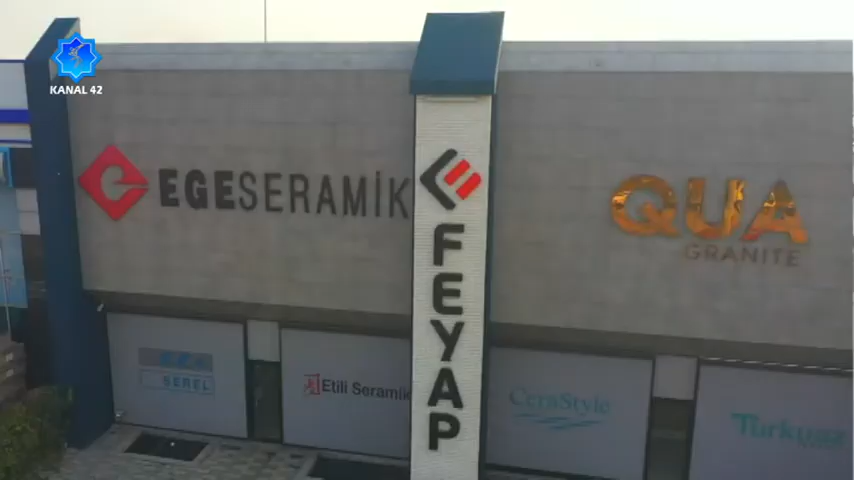 KANAL 42
EGESERAMİK
FEYAP
QUA
GRANITE
SEREL
Etili Seramik
CeraStyle
Turkuaz